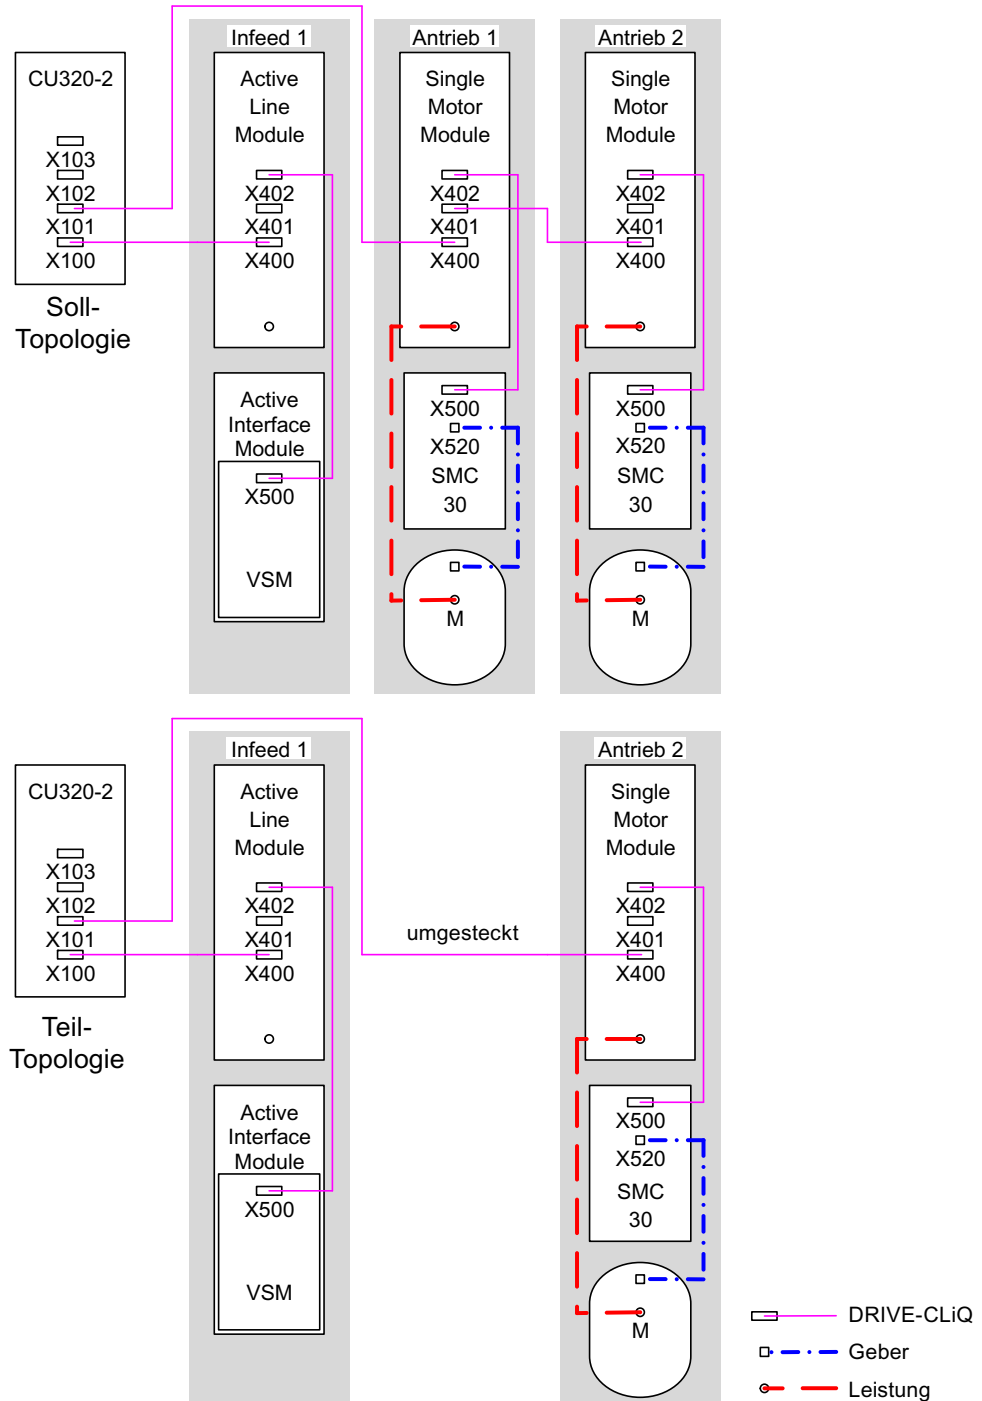 Infeed 1
Antrieb 1
Antrieb 2
CU320-2
X103
X102
X101
X100
Soll-
Topologie
Active
Line
Module
X402
X401
X400
Active
Interface
Module
X500
VSM
Single
Motor
Module
X402
X401
X400
X500
X520
SMC
30
M
Single
Motor
Module
X402
X401
X400
X500
X520
SMC
30
M
Infeed 1
Antrieb 2
CU320-2
X103
X102
X101
X100
Teil-
Topologie
Active
Line
Module
X402
X401
X400
Active
Interface
Module
X500
VSM
umgesteckt
Single
Motor
Module
X402
X401
X400
X500
X520
SMC
30
M
DRIVE-CLiQ
Geber
Leistung